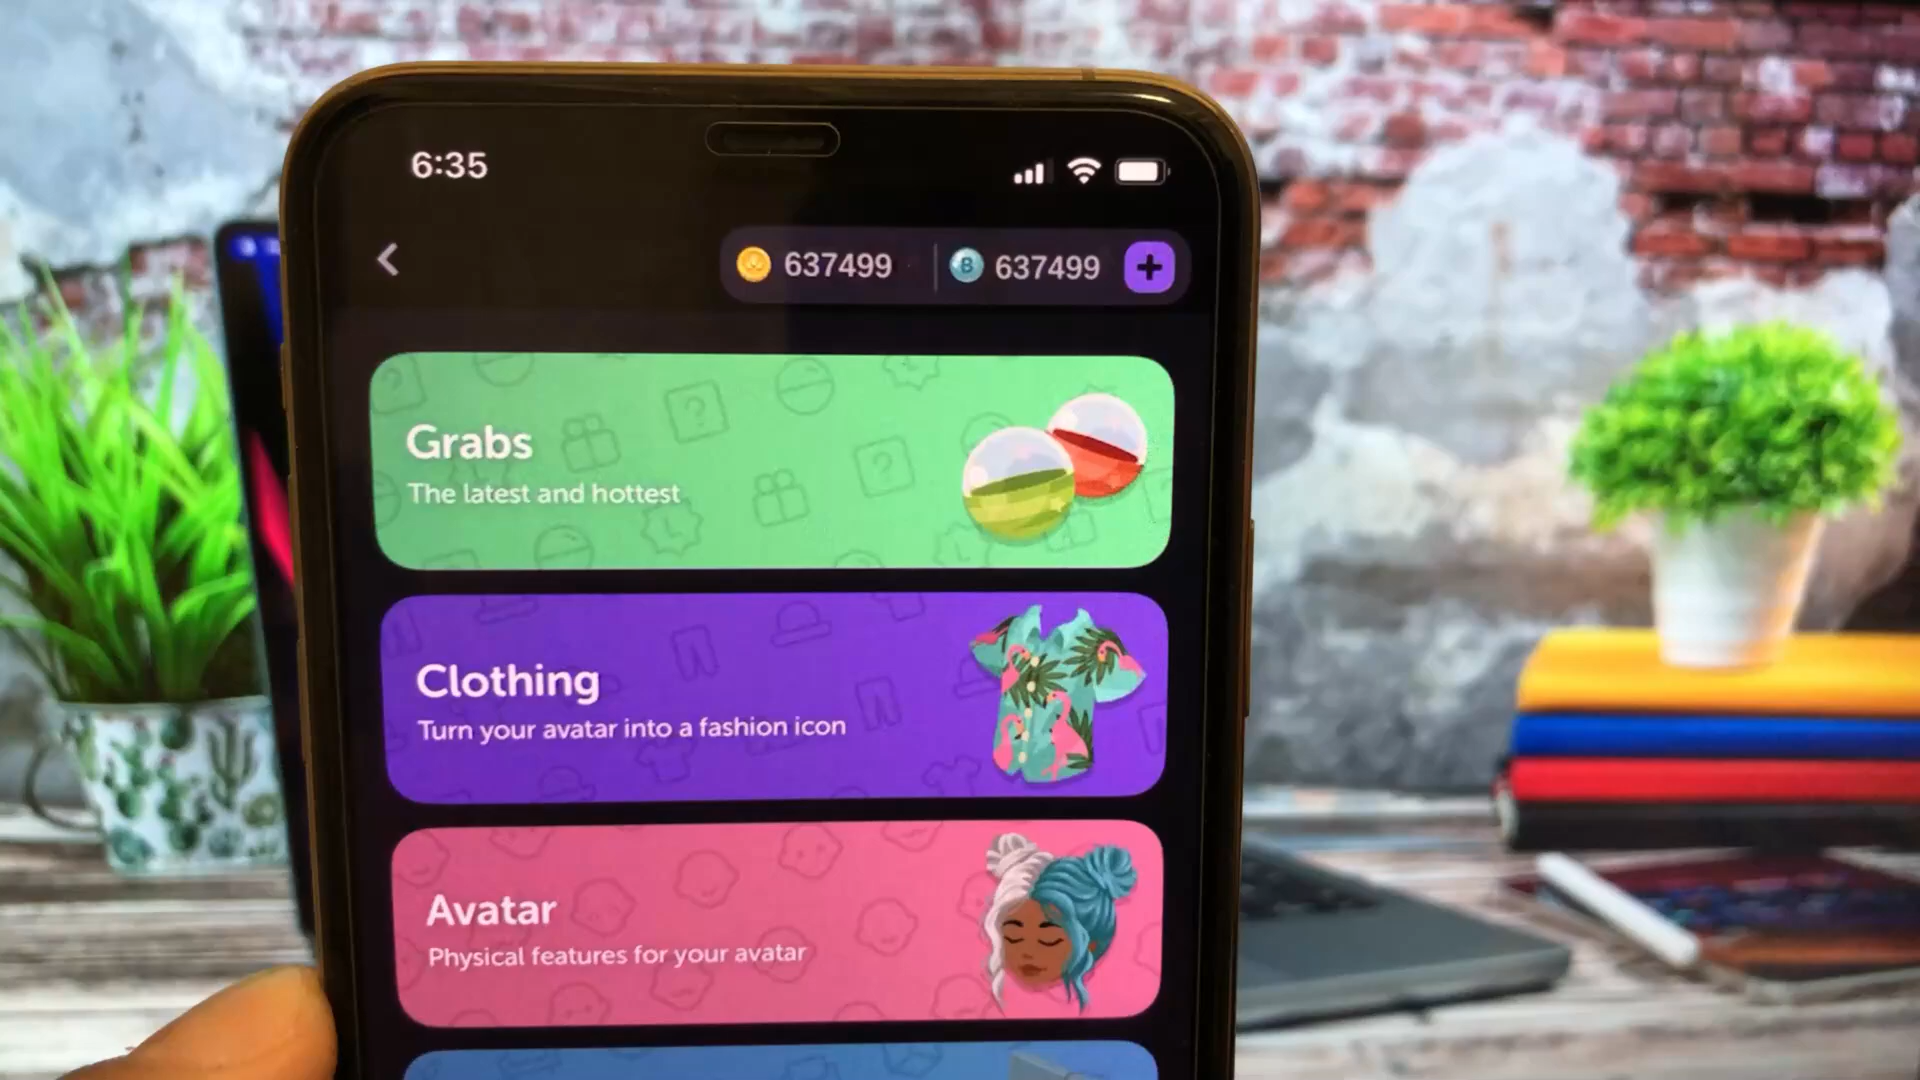 6:35
637499 B 637499 +
Grabs
The latest and hottest
Clothing
Turn your avatar into a fashion icon
Avatar
Physical features for your avatar